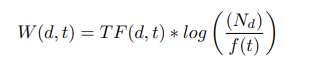 W(d, t) = TF(d, t) * log ( (N_d) / f(t) )